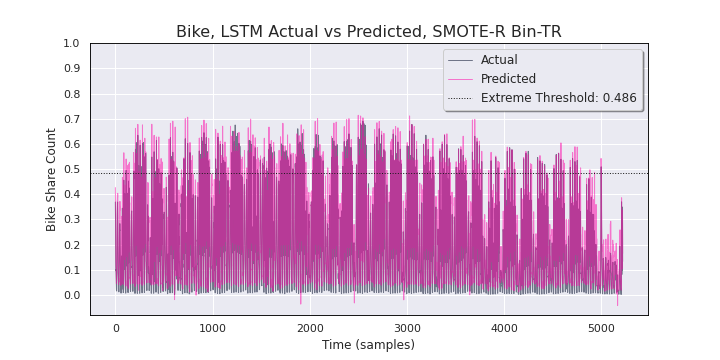 Bike, LSTM Actual vs Predicted, SMOTE-R Bin-TR
Actual
Predicted
Extreme Threshold: 0.486
Bike Share Count
1.0
0.9
0.8
0.7
0.6
0.5
0.4
0.3
0.2
0.1
0.0
0
1000
2000
3000
4000
5000
Time (samples)